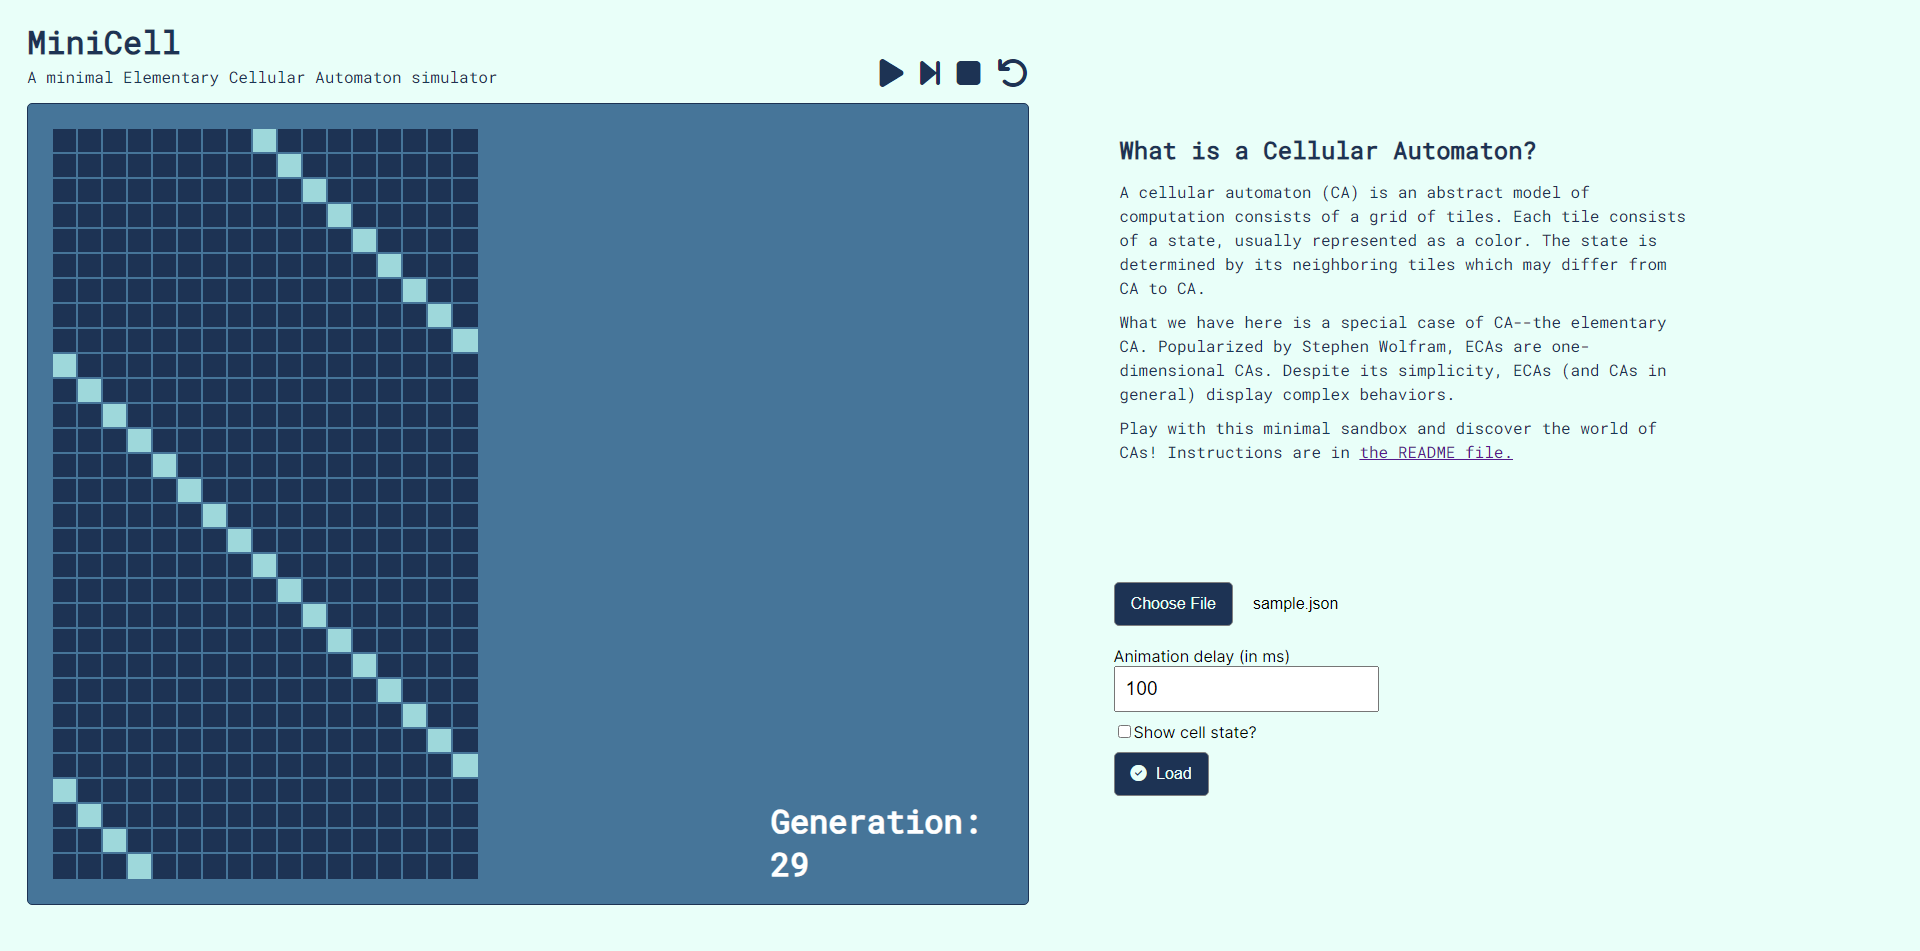 MiniCell
A minimal Elementary Cellular Automaton simulator
What is a Cellular Automaton?
A cellular automaton (CA) is an abstract model of
computation consists of a grid of tiles. Each tile consists
of a state, usually represented as a color. The state is
determined by its neighboring tiles which may differ from
CA to CA.
What we have here is a special case of CA--the elementary
CA. Popularized by Stephen Wolfram, ECAs are one-
dimensional CAs. Despite its simplicity, ECAs (and CAs in
general) display complex behaviors.
Play with this minimal sandbox and discover the world of
CAs! Instructions are in the README file.
Choose File sample.json
Animation delay (in ms)
100
Show cell state?
Load
Generation:
29